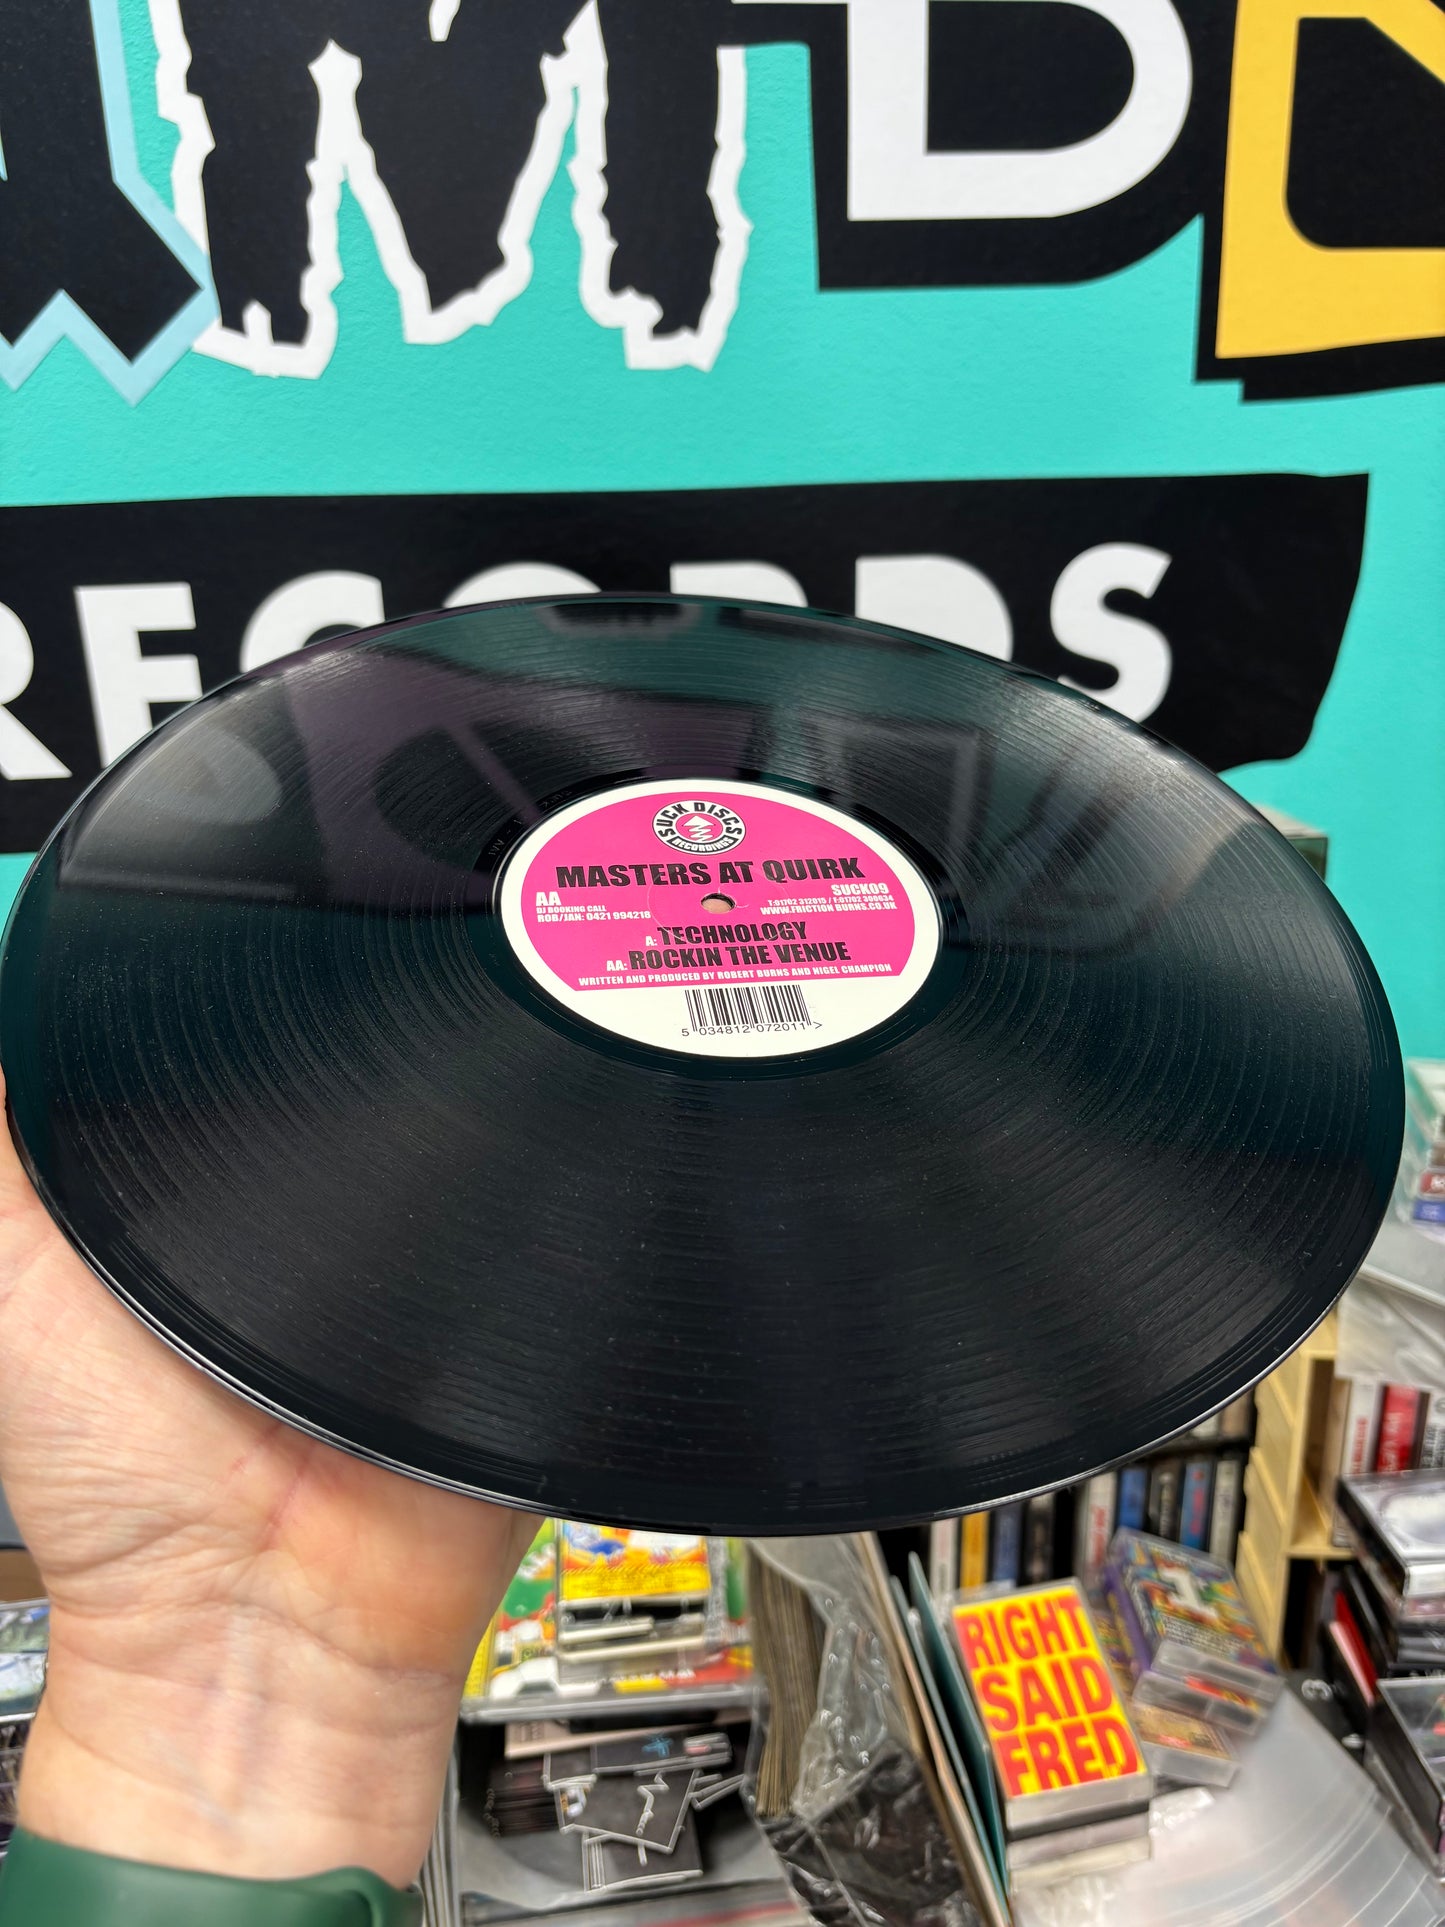 RECORDS
SUCK DISCS
RECORDINGS
MASTERS AT QUIRK
AA
DJ BOOKING CALL
ROB/JAN: 0421 994218
SUCK09
T:01702 312015 / F:01702 300634
WWW.FRICTION BURNS.CO.UK
A: TECHNOLOGY
AA: ROCKIN THE VENUE
WRITTEN AND PRODUCED BY ROBERT BURNS AND NIGEL CHAMPION
5 034812 072011 >
RIGHT
SAID
FRED